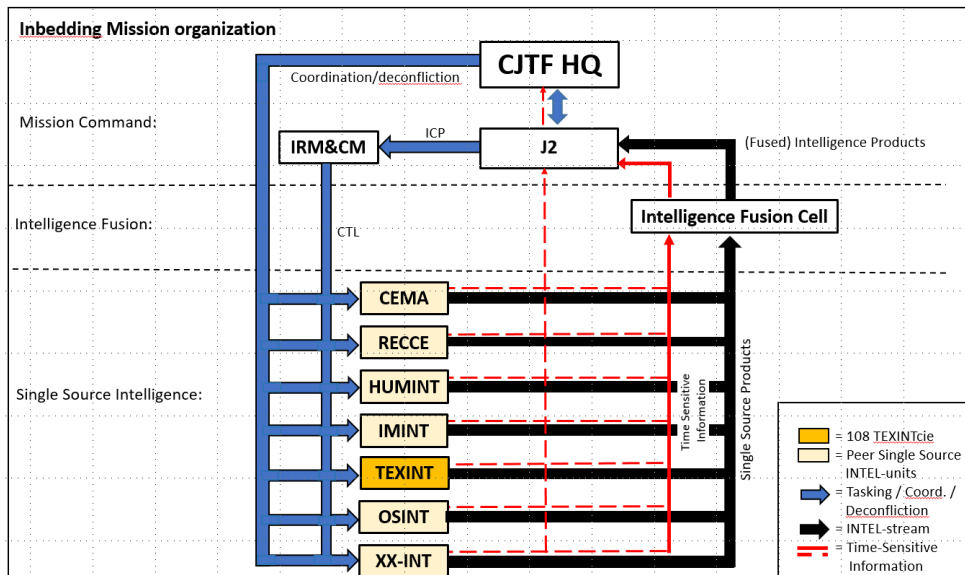 Inbedding Mission organization
CJTF HQ
Coordination/deconfliction
Mission Command:
IRM&CM
ICP
J2
(Fused) Intelligence Products
Intelligence Fusion:
Intelligence Fusion Cell
CTL
CEMA
RECCE
Single Source Intelligence:
HUMINT
IMINT
TEXINT
OSINT
XX-INT
Time Sensitive
Information
Single Source Products
= 108 TEXINTcie
= Peer Single Source
INTEL-units
= Tasking / Coord. /
Deconfliction
= INTEL-stream
= Time-Sensitive
Information